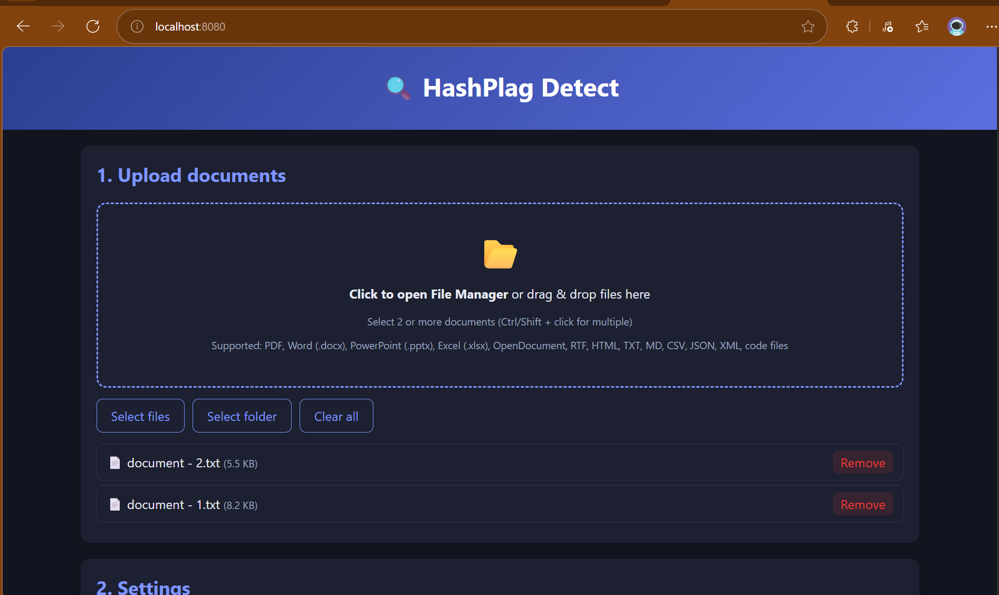 localhost:8080
HashPlag Detect
1. Upload documents
Click to open File Manager or drag & drop files here
Select 2 or more documents (Ctrl/Shift + click for multiple)
Supported: PDF, Word (.docx), PowerPoint (.pptx), Excel (.xlsx), OpenDocument, RTF, HTML, TXT, MD, CSV, JSON, XML, code files
Select files Select folder Clear all
document - 2.txt (5.5 KB) Remove
document - 1.txt (8.2 KB) Remove
2. Settings